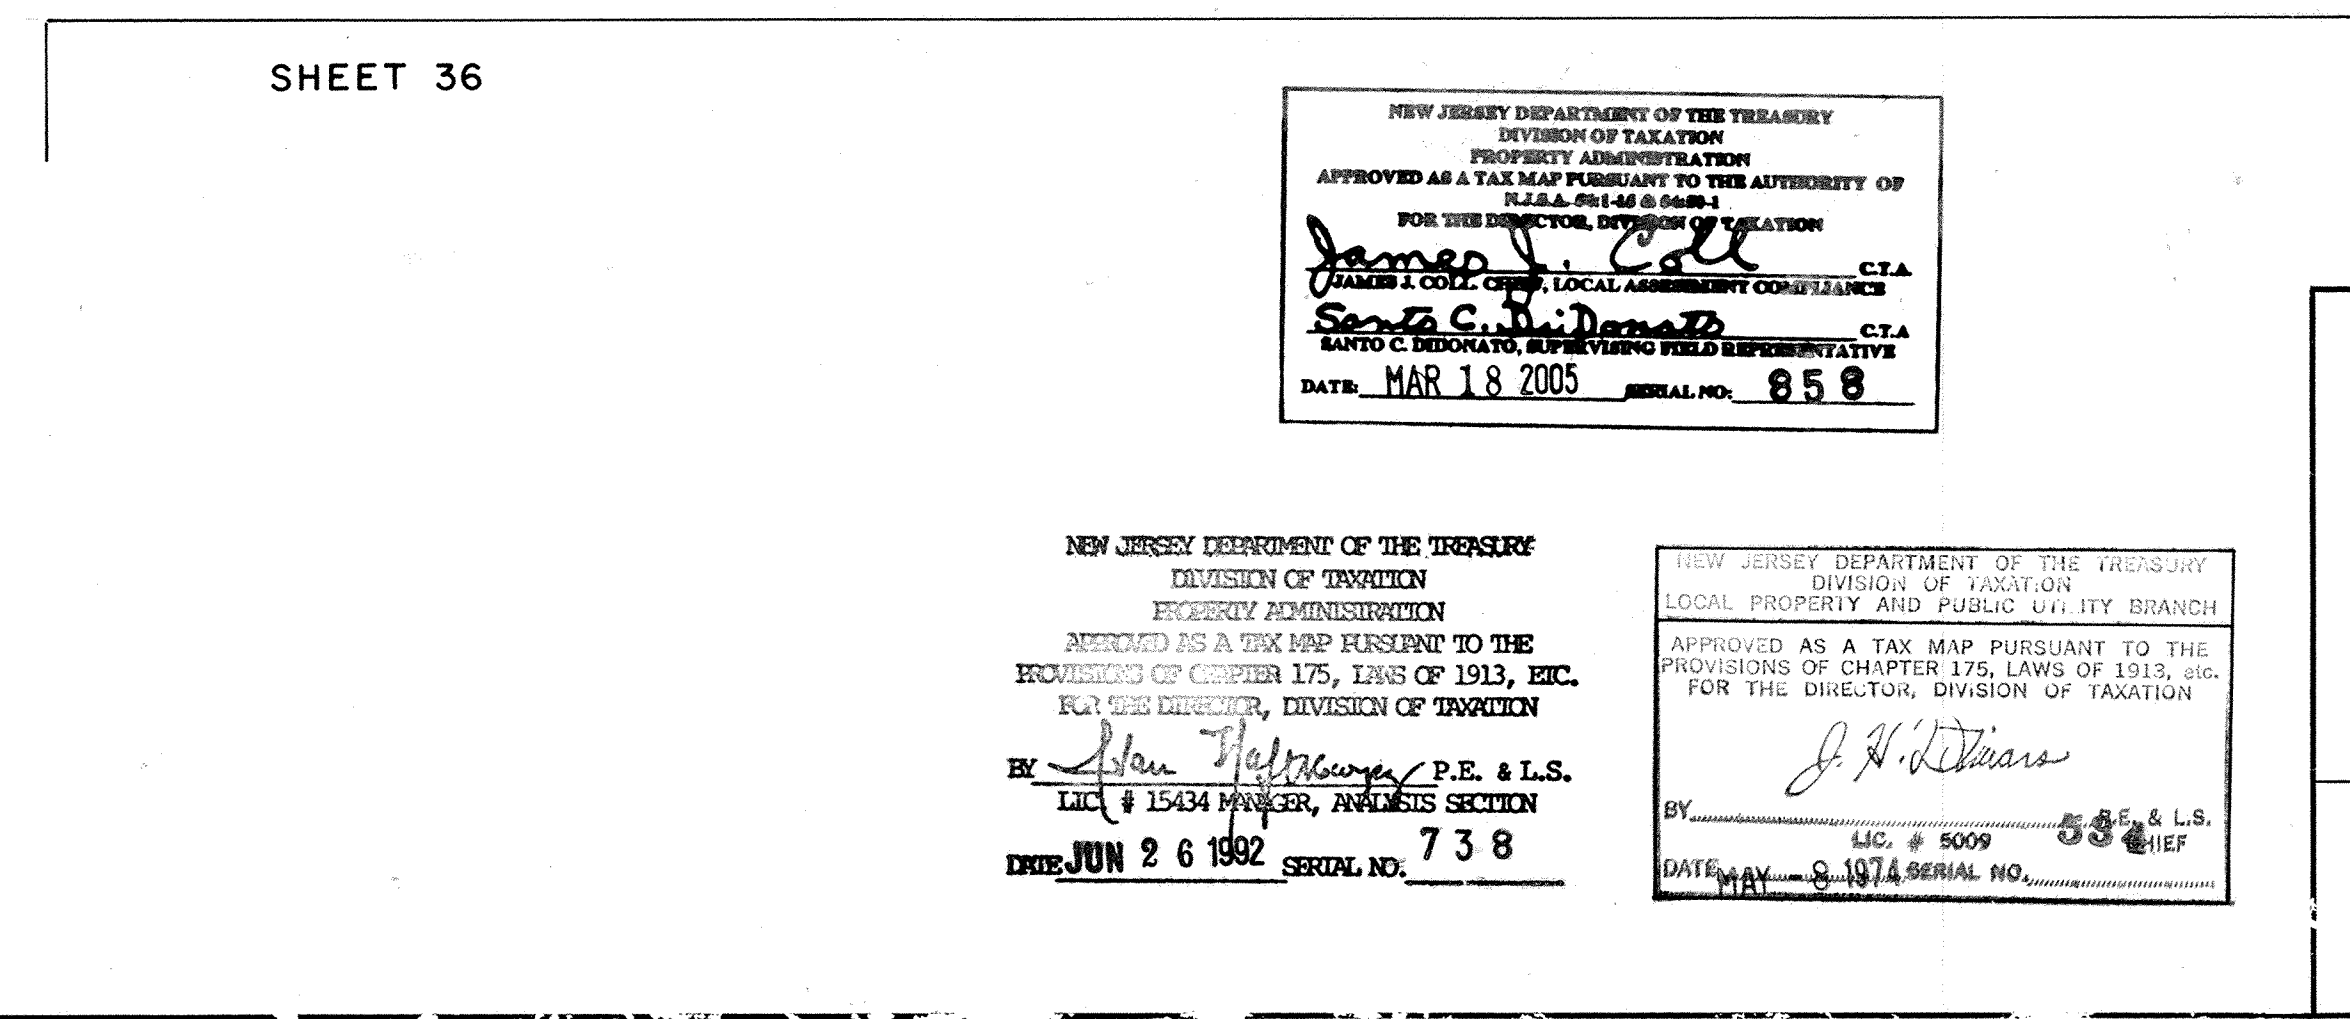 SHEET 36
NEW JERSEY DEPARTMENT OF THE TREASURY
DIVISION OF TAXATION
PROPERTY ADMINISTRATION
APPROVED AS A TAX MAP PURSUANT TO THE AUTHORITY OF
N.J.S.A.
FOR THE DIRECTOR, DIVISION OF TAXATION
James J. Coll C.T.A.
JAMES J. COLL CHIEF, LOCAL ASSESSMENT COMPLIANCE
Santo C. DiDonato C.T.A
SANTO C. DIDONATO, SUPERVISING FIELD REPRESENTATIVE
DATE: MAR 18 2005 SERIAL NO: 858
NEW JERSEY DEPARTMENT OF THE TREASURY
DIVISION OF TAXATION
PROPERTY ADMINISTRATION
APPROVED AS A TAX MAP PURSUANT TO THE
PROVISIONS OF CHAPTER 175, LAWS OF 1913, ETC.
FOR THE DIRECTOR, DIVISION OF TAXATION
BY P.E. & L.S.
LIC # 15434 MANAGER, ANALYSIS SECTION
DATE JUN 26 1992 SERIAL NO. 738
NEW JERSEY DEPARTMENT OF THE TREASURY
DIVISION OF TAXATION
LOCAL PROPERTY AND PUBLIC UTILITY BRANCH
APPROVED AS A TAX MAP PURSUANT TO THE
PROVISIONS OF CHAPTER 175, LAWS OF 1913, etc.
FOR THE DIRECTOR, DIVISION OF TAXATION
J. H.
BY P.E. & L.S.
LIC. # 5009 534 CHIEF
DATE MAY - 8 1974 SERIAL NO.